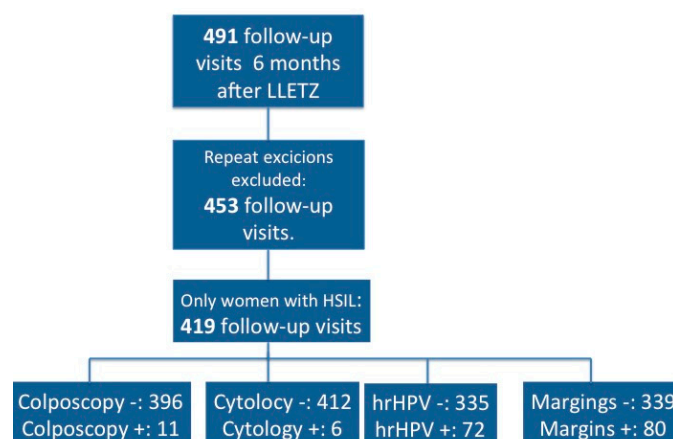 491 follow-up
visits 6 months
after LLETZ
Repeat excicions
excluded:
453 follow-up
visits.
Only women with HSIL:
419 follow-up visits
Colposcopy -: 396
Colposcopy +: 11
Cytolocy -: 412
Cytology +: 6
hrHPV -: 335
hrHPV +: 72
Margings -: 339
Margins +: 80